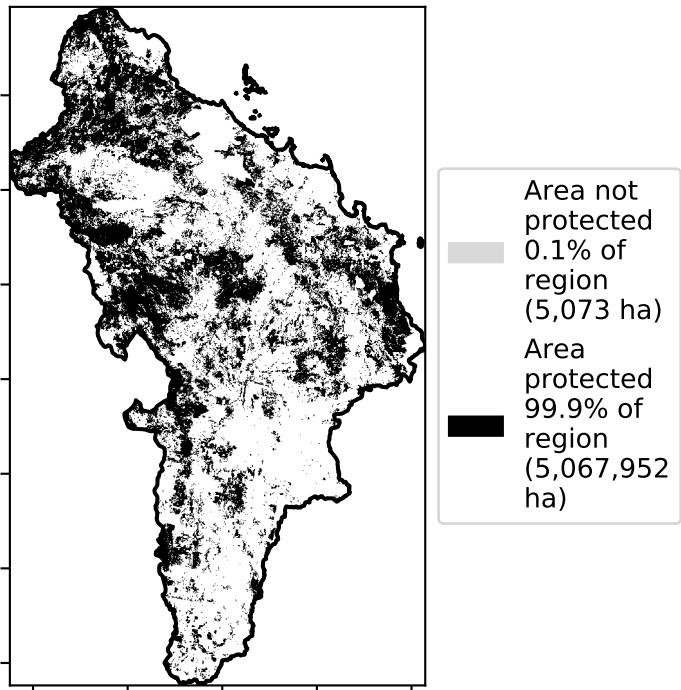 Area not
protected
0.1% of
region
(5,073 ha)
Area
protected
99.9% of
region
(5,067,952
ha)